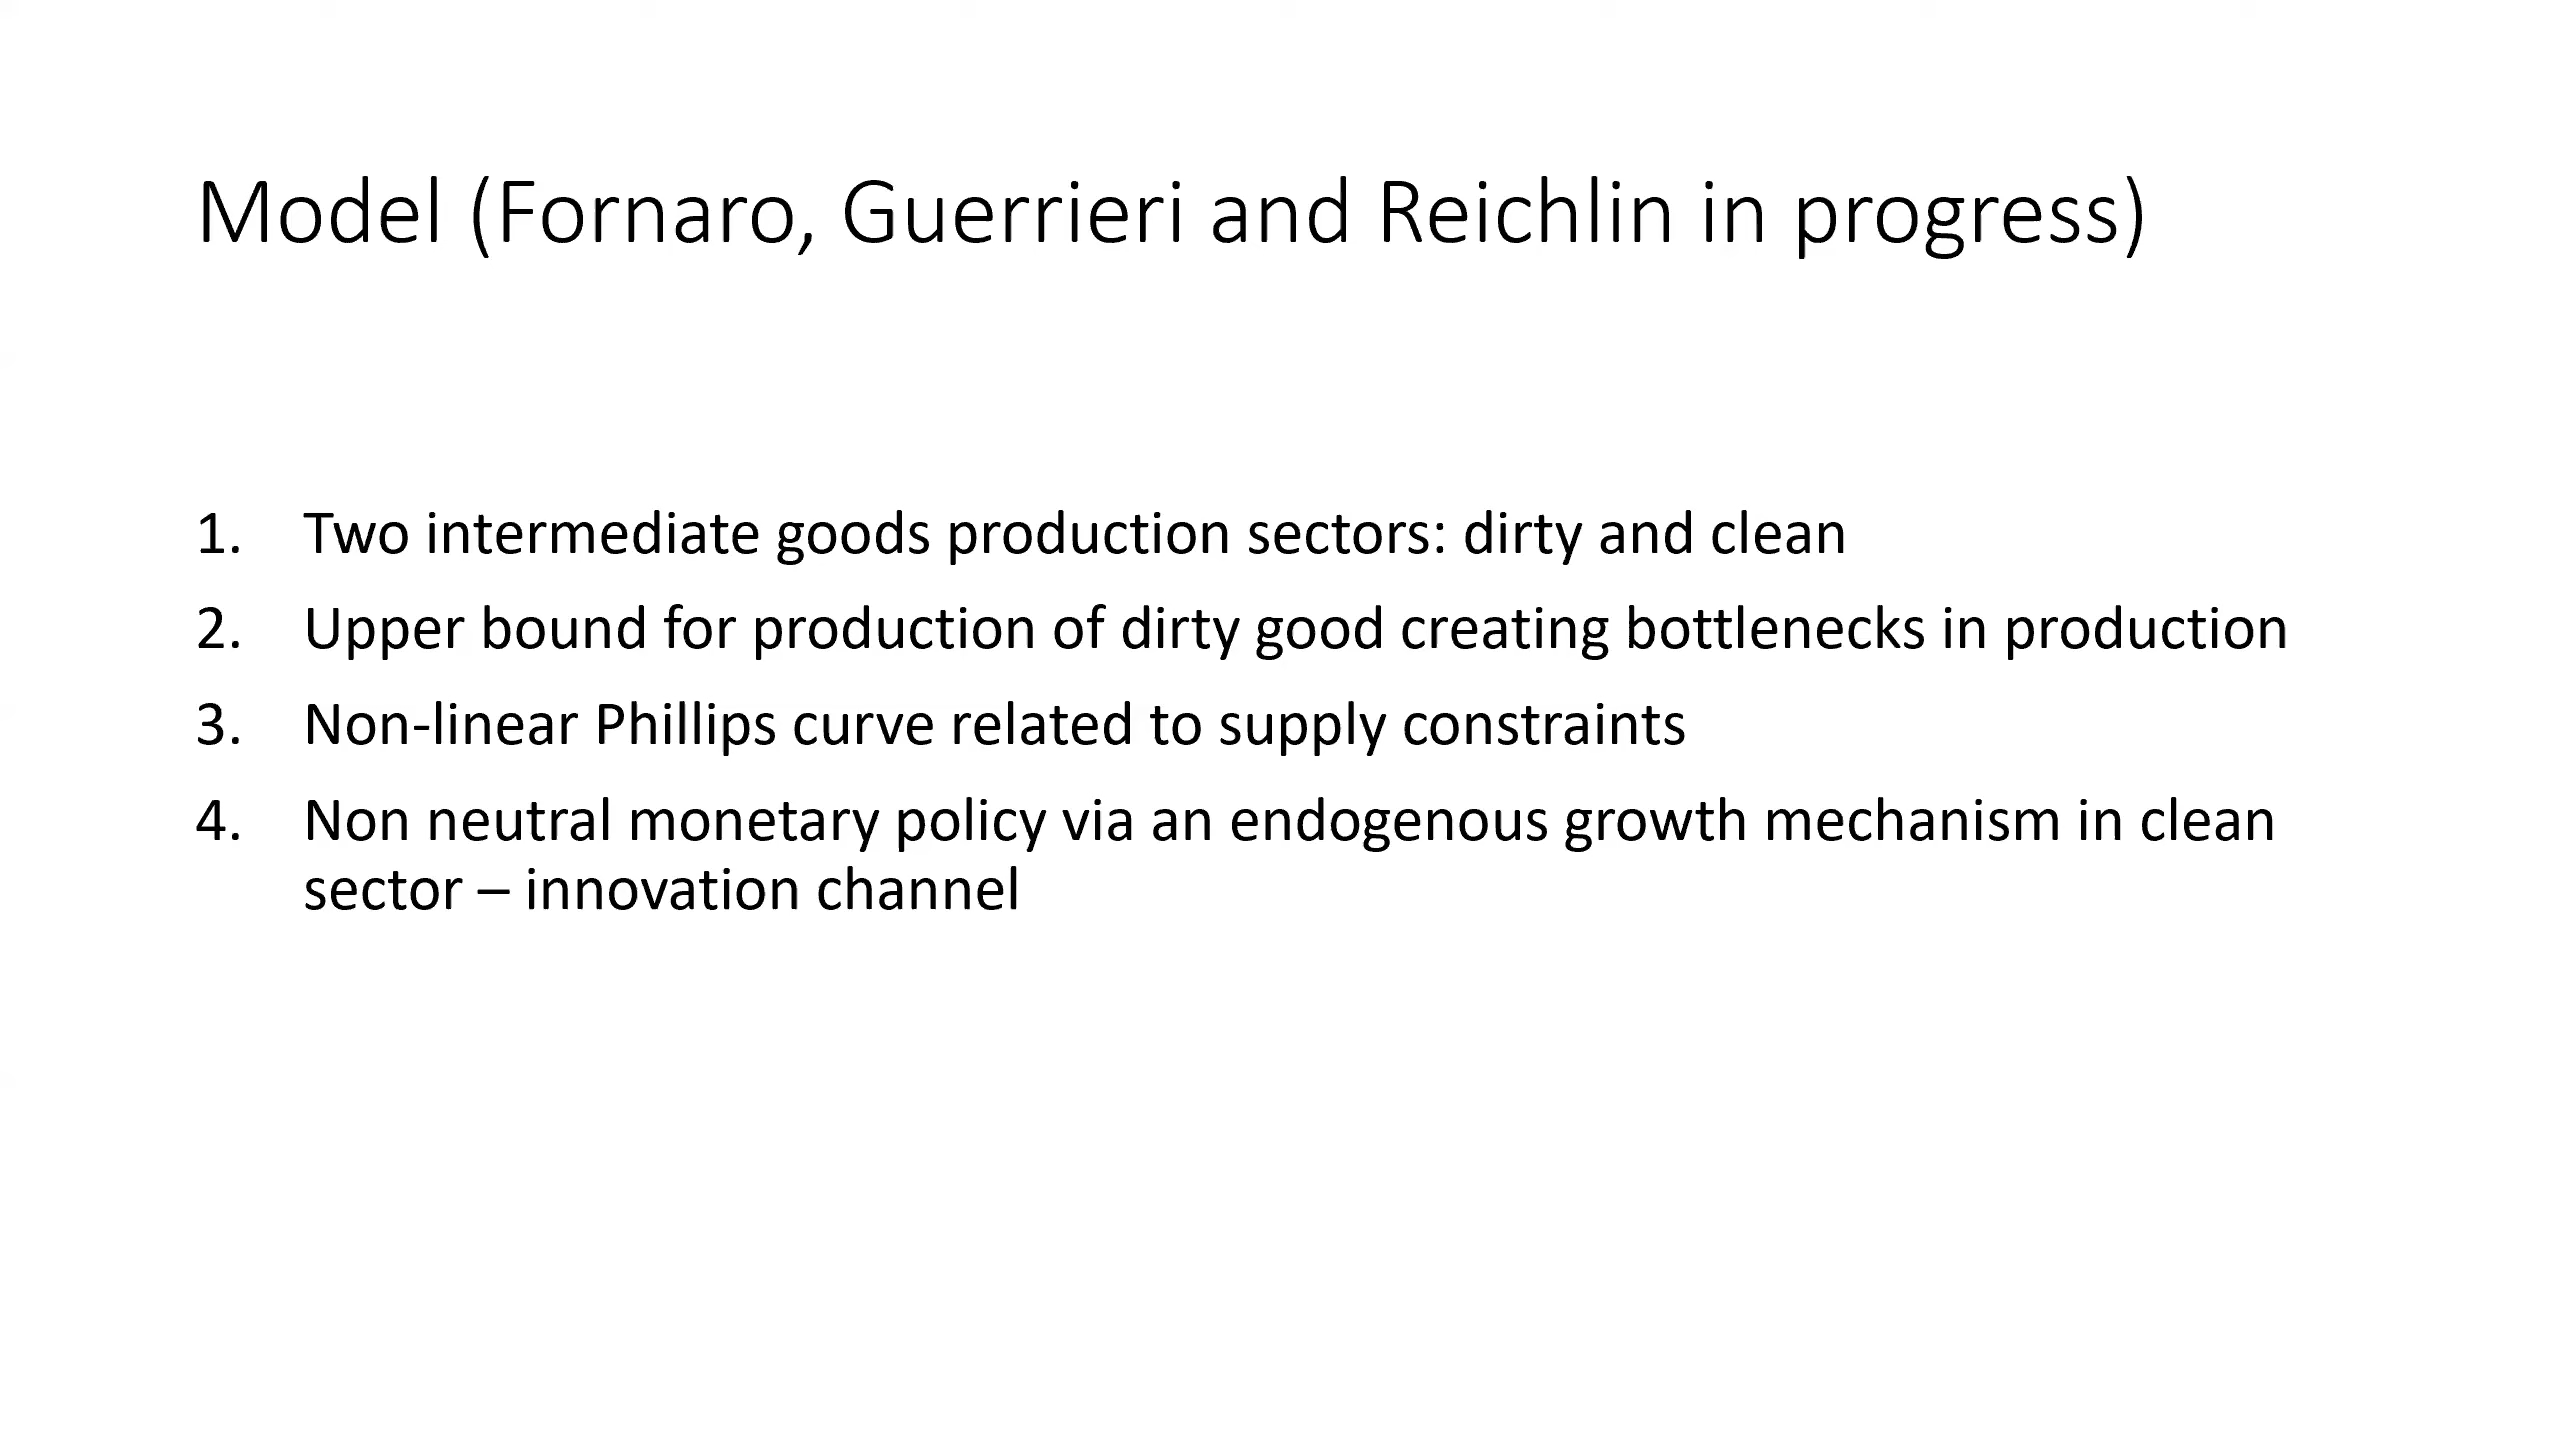 Model (Fornaro, Guerrieri and Reichlin in progress)
1. Two intermediate goods production sectors: dirty and clean
2. Upper bound for production of dirty good creating bottlenecks in production
3. Non-linear Phillips curve related to supply constraints
4. Non neutral monetary policy via an endogenous growth mechanism in clean
sector – innovation channel